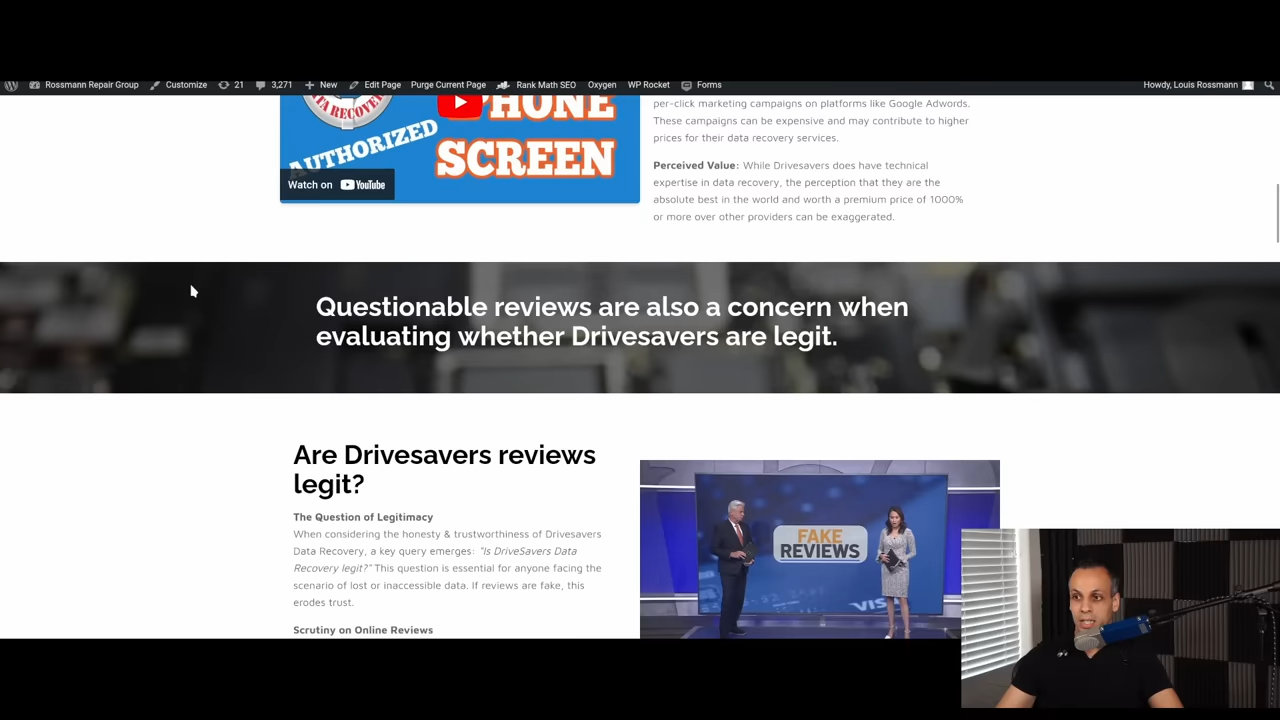 Rossmann Repair Group Customize 21 3,271 New Edit Page Purge Current Page Rank Math SEO Oxygen WP Rocket Forms Howdy, Louis Rossmann
DATA RECOVERY
AUTHORIZED
PHONE
SCREEN
Watch on YouTube
per-click marketing campaigns on platforms like Google Adwords.
These campaigns can be expensive and may contribute to higher
prices for their data recovery services.
Perceived Value: While Drivesavers does have technical
expertise in data recovery, the perception that they are the
absolute best in the world and worth a premium price of 1000%
or more over other providers can be exaggerated.
Questionable reviews are also a concern when
evaluating whether Drivesavers are legit.
Are Drivesavers reviews
legit?
The Question of Legitimacy
When considering the honesty & trustworthiness of Drivesavers
Data Recovery, a key query emerges: "Is DriveSavers Data
Recovery legit?" This question is essential for anyone facing the
scenario of lost or inaccessible data. If reviews are fake, this
erodes trust.
Scrutiny on Online Reviews
FAKE
REVIEWS
VIS